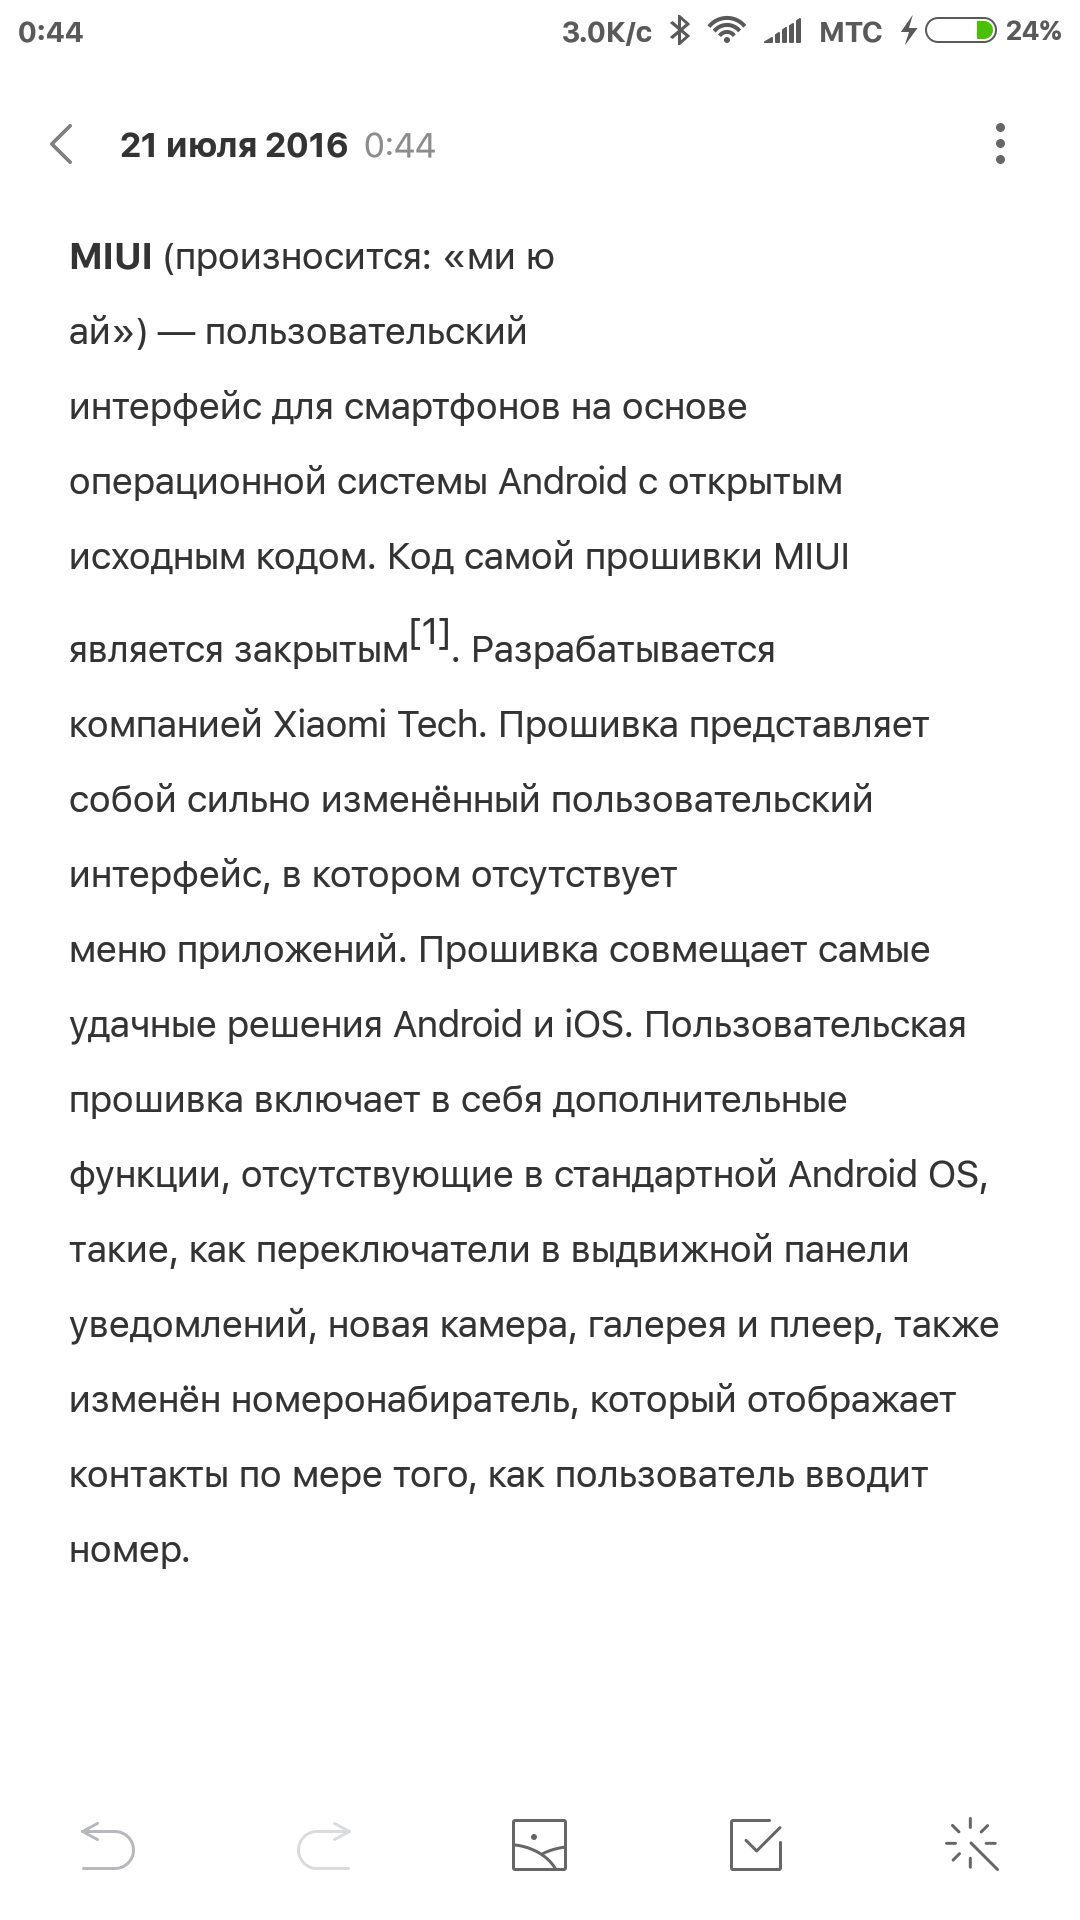 0:44 3.0K/c МТС 24%
21 июля 2016 0:44
MIUI (произносится: «ми ю
ай») — пользовательский
интерфейс для смартфонов на основе
операционной системы Android с открытым
исходным кодом. Код самой прошивки MIUI
является закрытым[1]. Разрабатывается
компанией Xiaomi Tech. Прошивка представляет
собой сильно изменённый пользовательский
интерфейс, в котором отсутствует
меню приложений. Прошивка совмещает самые
удачные решения Android и iOS. Пользовательская
прошивка включает в себя дополнительные
функции, отсутствующие в стандартной Android OS,
такие, как переключатели в выдвижной панели
уведомлений, новая камера, галерея и плеер, также
изменён номеронабиратель, который отображает
контакты по мере того, как пользователь вводит
номер.